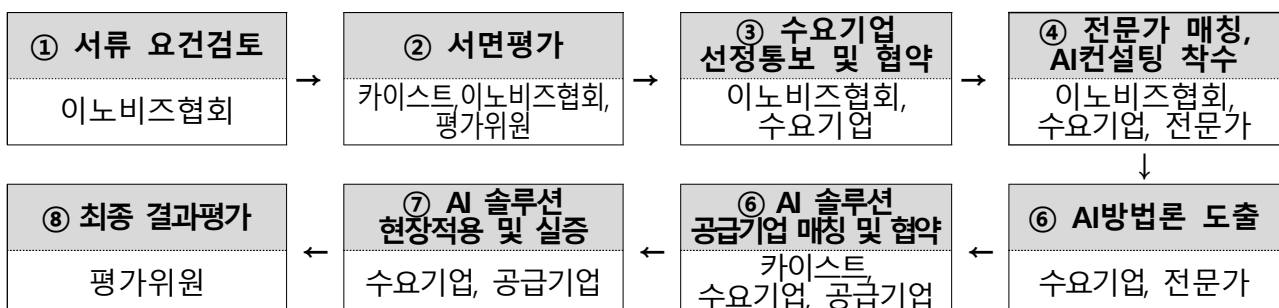 ① 서류 요건검토
이노비즈협회
→
② 서면평가
카이스트,이노비즈협회,
평가위원
→
③ 수요기업
선정통보 및 협약
이노비즈협회,
수요기업
→
④ 전문가 매칭,
AI컨설팅 착수
이노비즈협회,
수요기업, 전문가
↓
⑥ AI방법론 도출
수요기업, 전문가
←
⑥ AI 솔루션
공급기업 매칭 및 협약
카이스트,
수요기업, 공급기업
←
⑦ AI 솔루션
현장적용 및 실증
수요기업, 공급기업
←
⑧ 최종 결과평가
평가위원